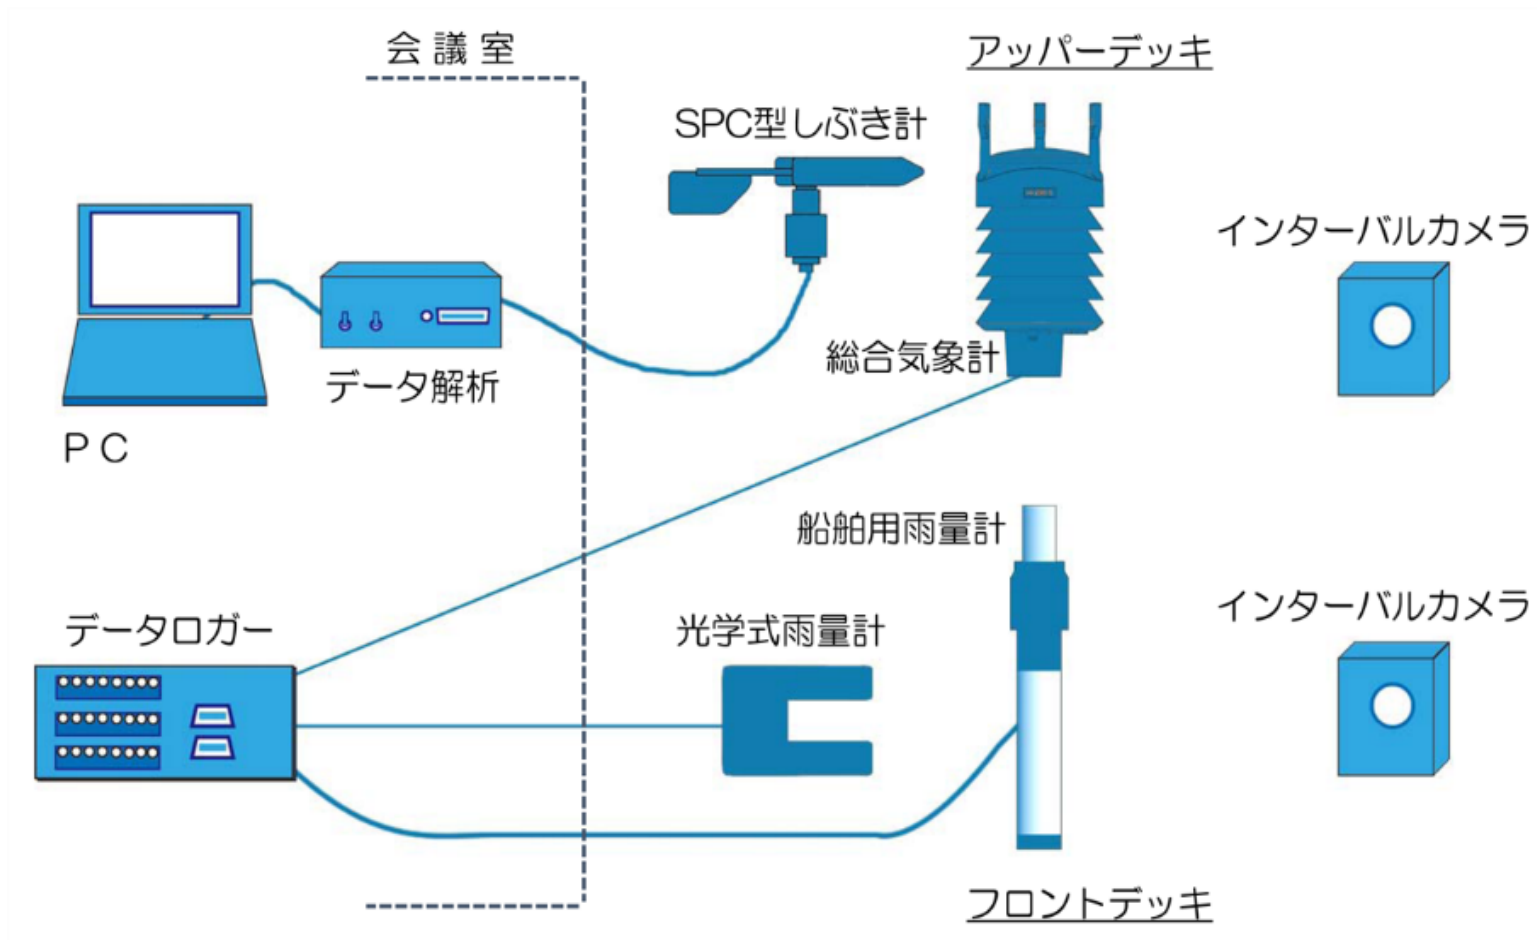 会議室
アッパーデッキ
SPC型しぶき計
インターバルカメラ
総合気象計
データ解析
PC
船舶用雨量計
データロガー
光学式雨量計
インターバルカメラ
フロントデッキ